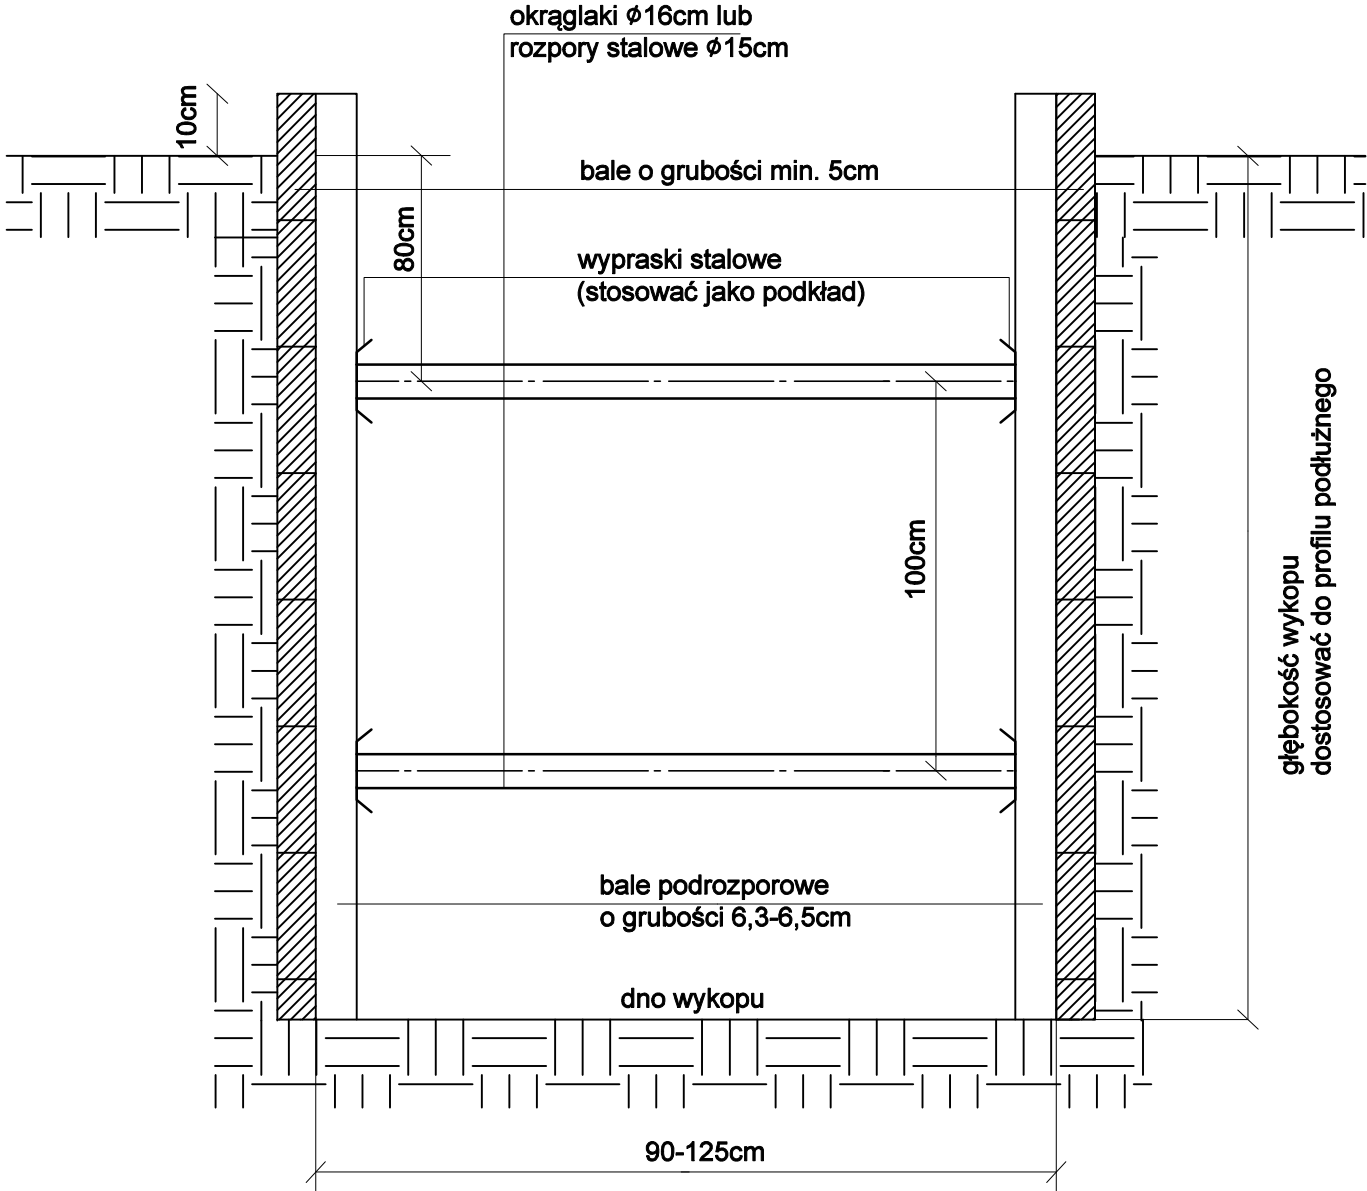 okrąglaki ϕ16cm lub
rozpory stalowe ϕ15cm
10cm
bale o grubości min. 5cm
80cm
wypraski stalowe
(stosować jako podkład)
100cm
głębokość wykopu
dostosować do profilu podłużnego
bale podrozporowe
o grubości 6,3-6,5cm
dno wykopu
90-125cm